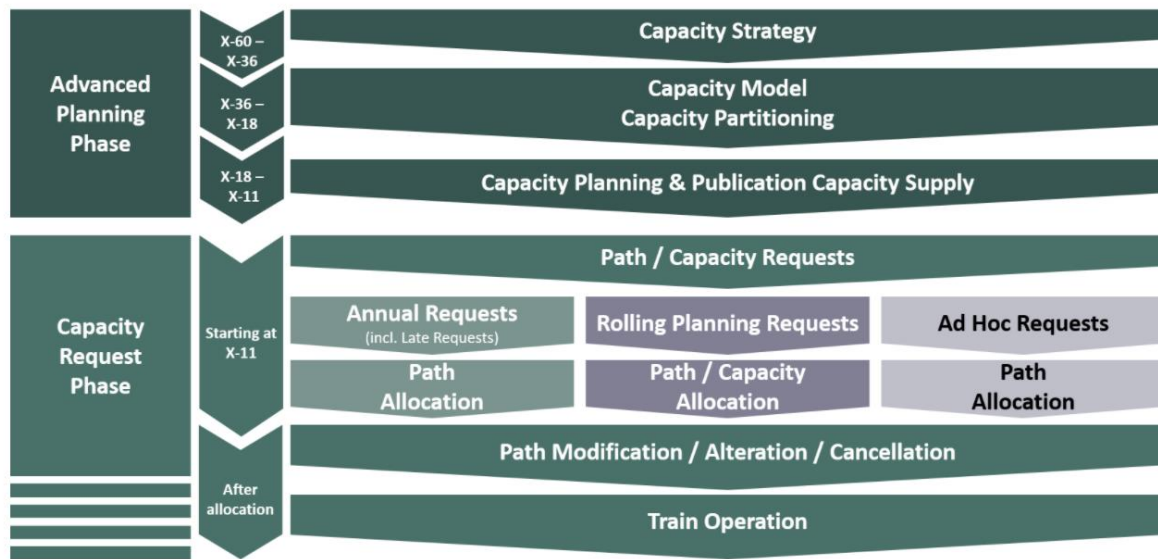 Advanced
Planning
Phase
X-60 –
X-36
Capacity Strategy
X-36 –
X-18
Capacity Model
Capacity Partitioning
X-18 –
X-11
Capacity Planning & Publication Capacity Supply
Capacity
Request
Phase
Starting at
X-11
Path / Capacity Requests
Annual Requests
(incl. Late Requests)
Rolling Planning Requests
Ad Hoc Requests
Path
Allocation
Path / Capacity
Allocation
Path
Allocation
After
allocation
Path Modification / Alteration / Cancellation
Train Operation